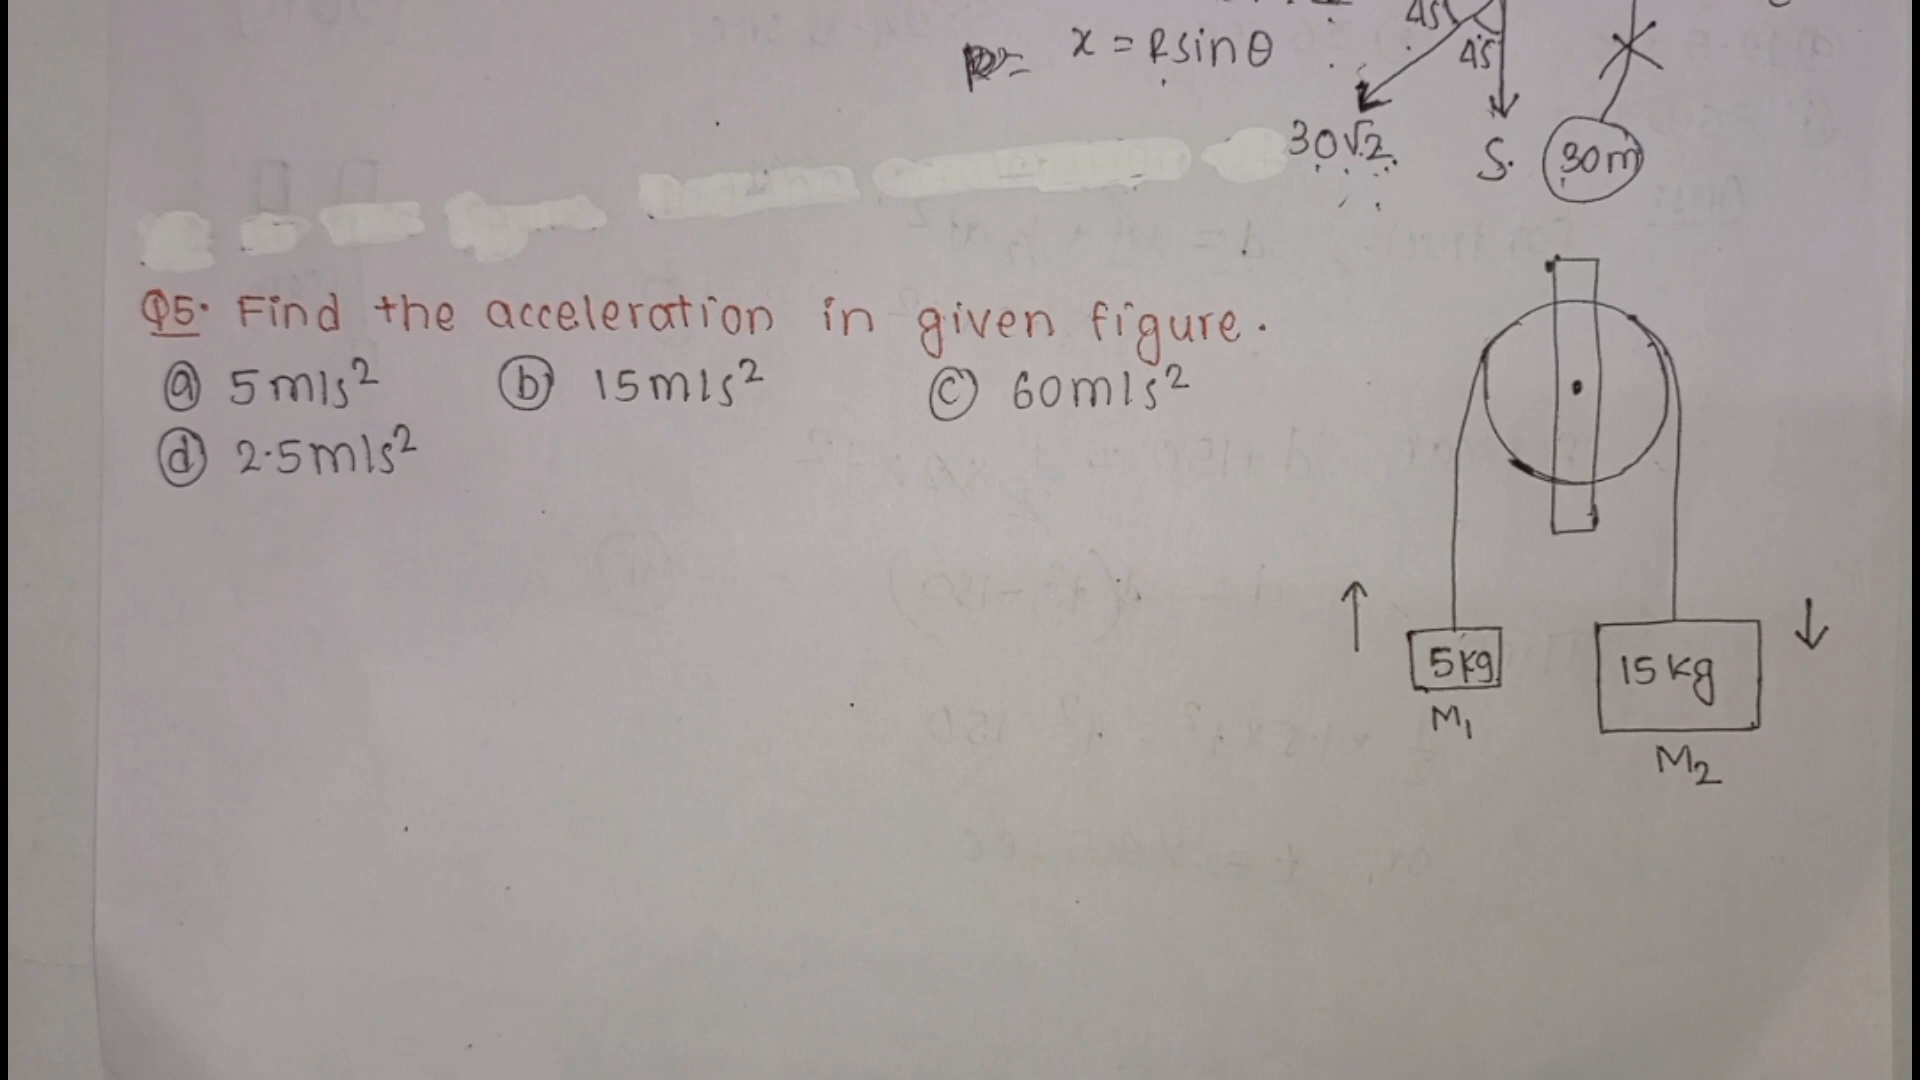 x = Rsinθ
45
45
30√2
S.
30m
Q5. Find the acceleration in given figure.
ⓐ 5m/s² ⓑ 15m/s² ⓒ 60m/s²
ⓓ 2.5m/s²
5kg
15kg
M₁
M₂